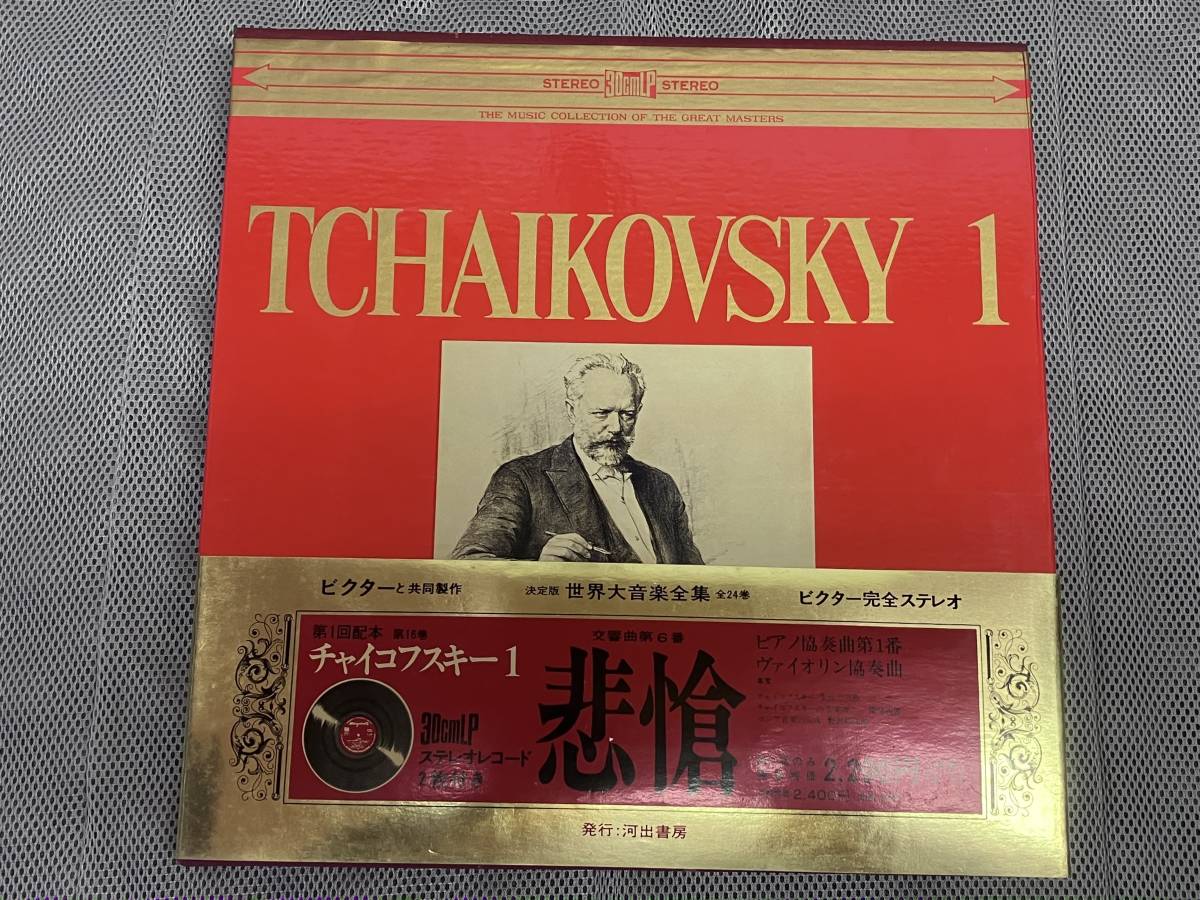 STEREO 30cmLP STEREO
THE MUSIC COLLECTION OF THE GREAT MASTERS
TCHAIKOVSKY 1
ビクターと共同製作
決定版 世界大音楽全集 全24巻
ビクター完全ステレオ
第1回配本 第16巻
チャイコフスキー1
30cmLP
ステレオレコード
交響曲第6番
悲愴
ピアノ協奏曲第1番
ヴァイオリン協奏曲
2,400円
発行:河出書房